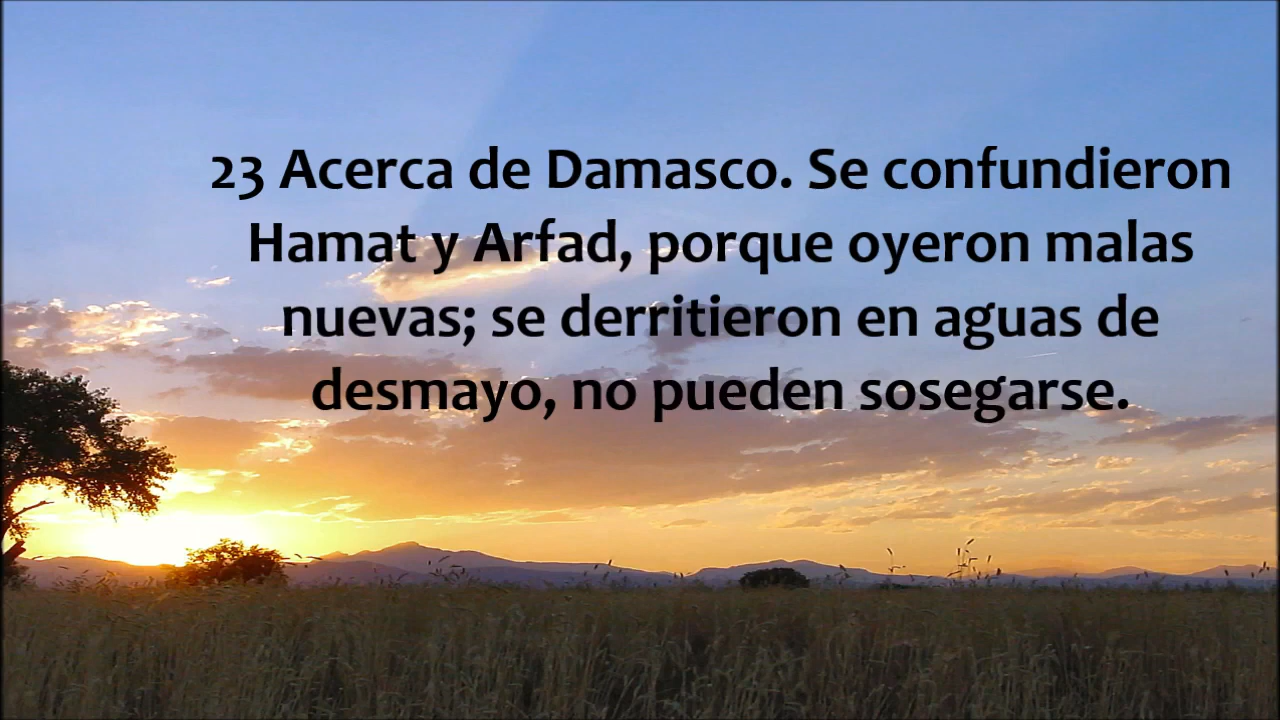 23 Acerca de Damasco. Se confundieron
Hamat y Arfad, porque oyeron malas
nuevas; se derritieron en aguas de
desmayo, no pueden sosegarse.